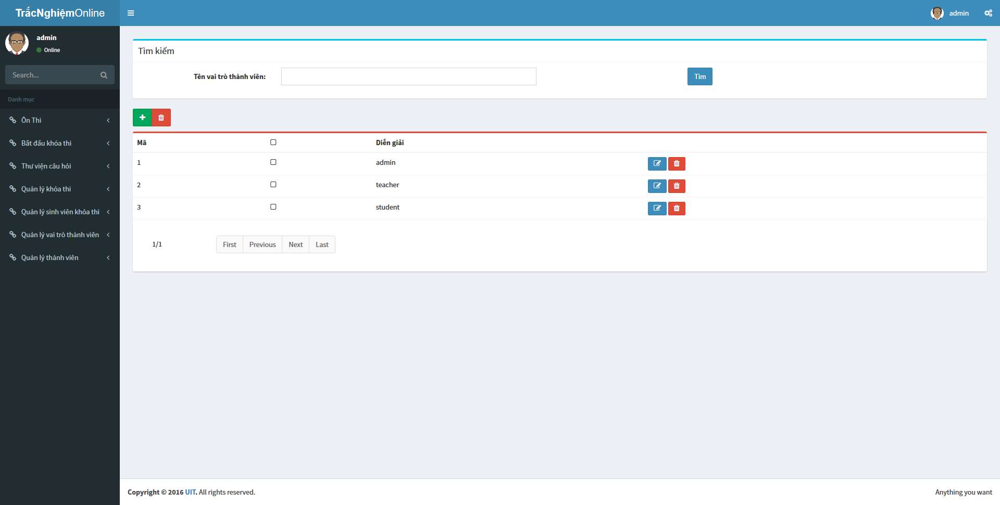 TrắcNghiệmOnline
admin
admin
Online
Search...
Danh mục
Ôn Thi
Bắt đầu khóa thi
Thư viện câu hỏi
Quản lý khóa thi
Quản lý sinh viên khóa thi
Quản lý vai trò thành viên
Quản lý thành viên
Tìm kiếm
Tên vai trò thành viên:
Tìm
Mã Diễn giải
1 admin
2 teacher
3 student
1/1 First Previous Next Last
Copyright © 2016 UIT. All rights reserved.
Anything you want